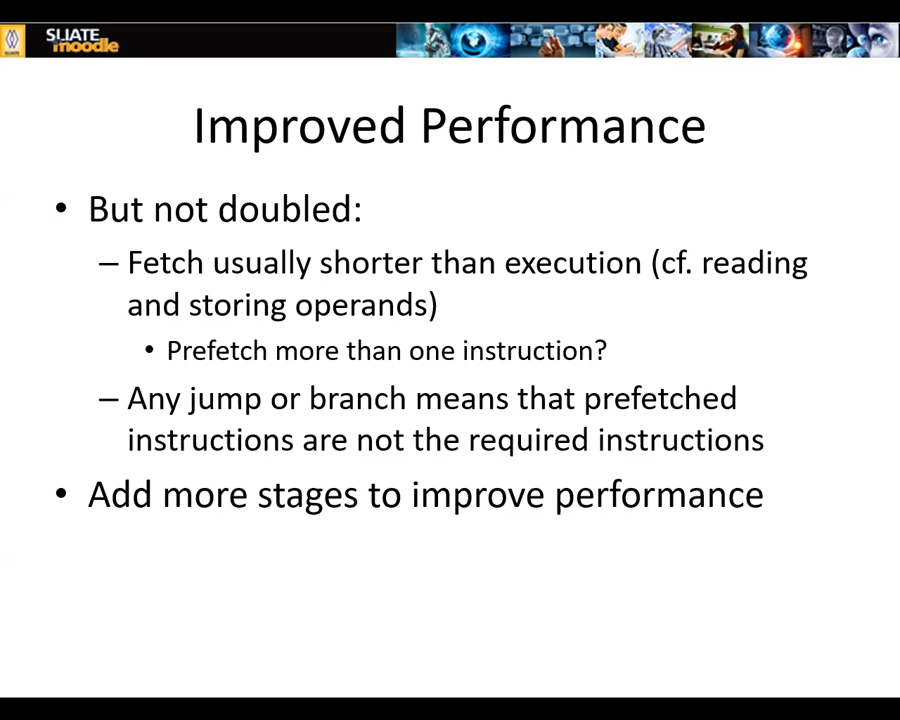 SLIATE
moodle
Improved Performance
• But not doubled:
– Fetch usually shorter than execution (cf. reading
and storing operands)
• Prefetch more than one instruction?
– Any jump or branch means that prefetched
instructions are not the required instructions
• Add more stages to improve performance